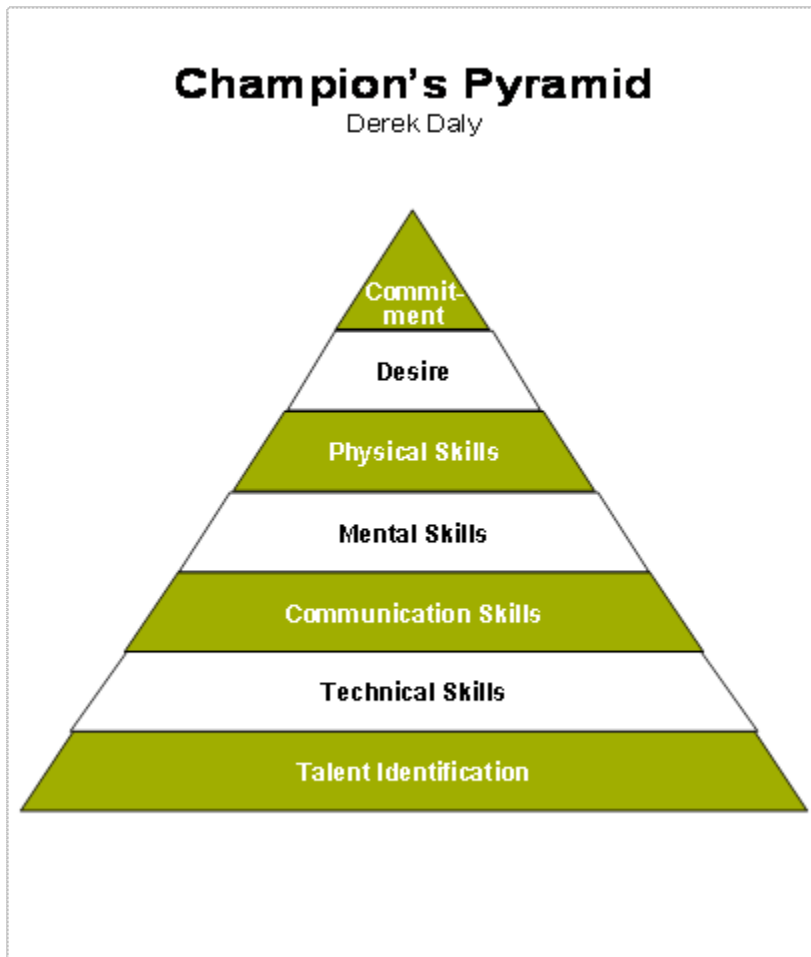 Champion's Pyramid
Derek Daly
Commit-
ment
Desire
Physical Skills
Mental Skills
Communication Skills
Technical Skills
Talent Identification